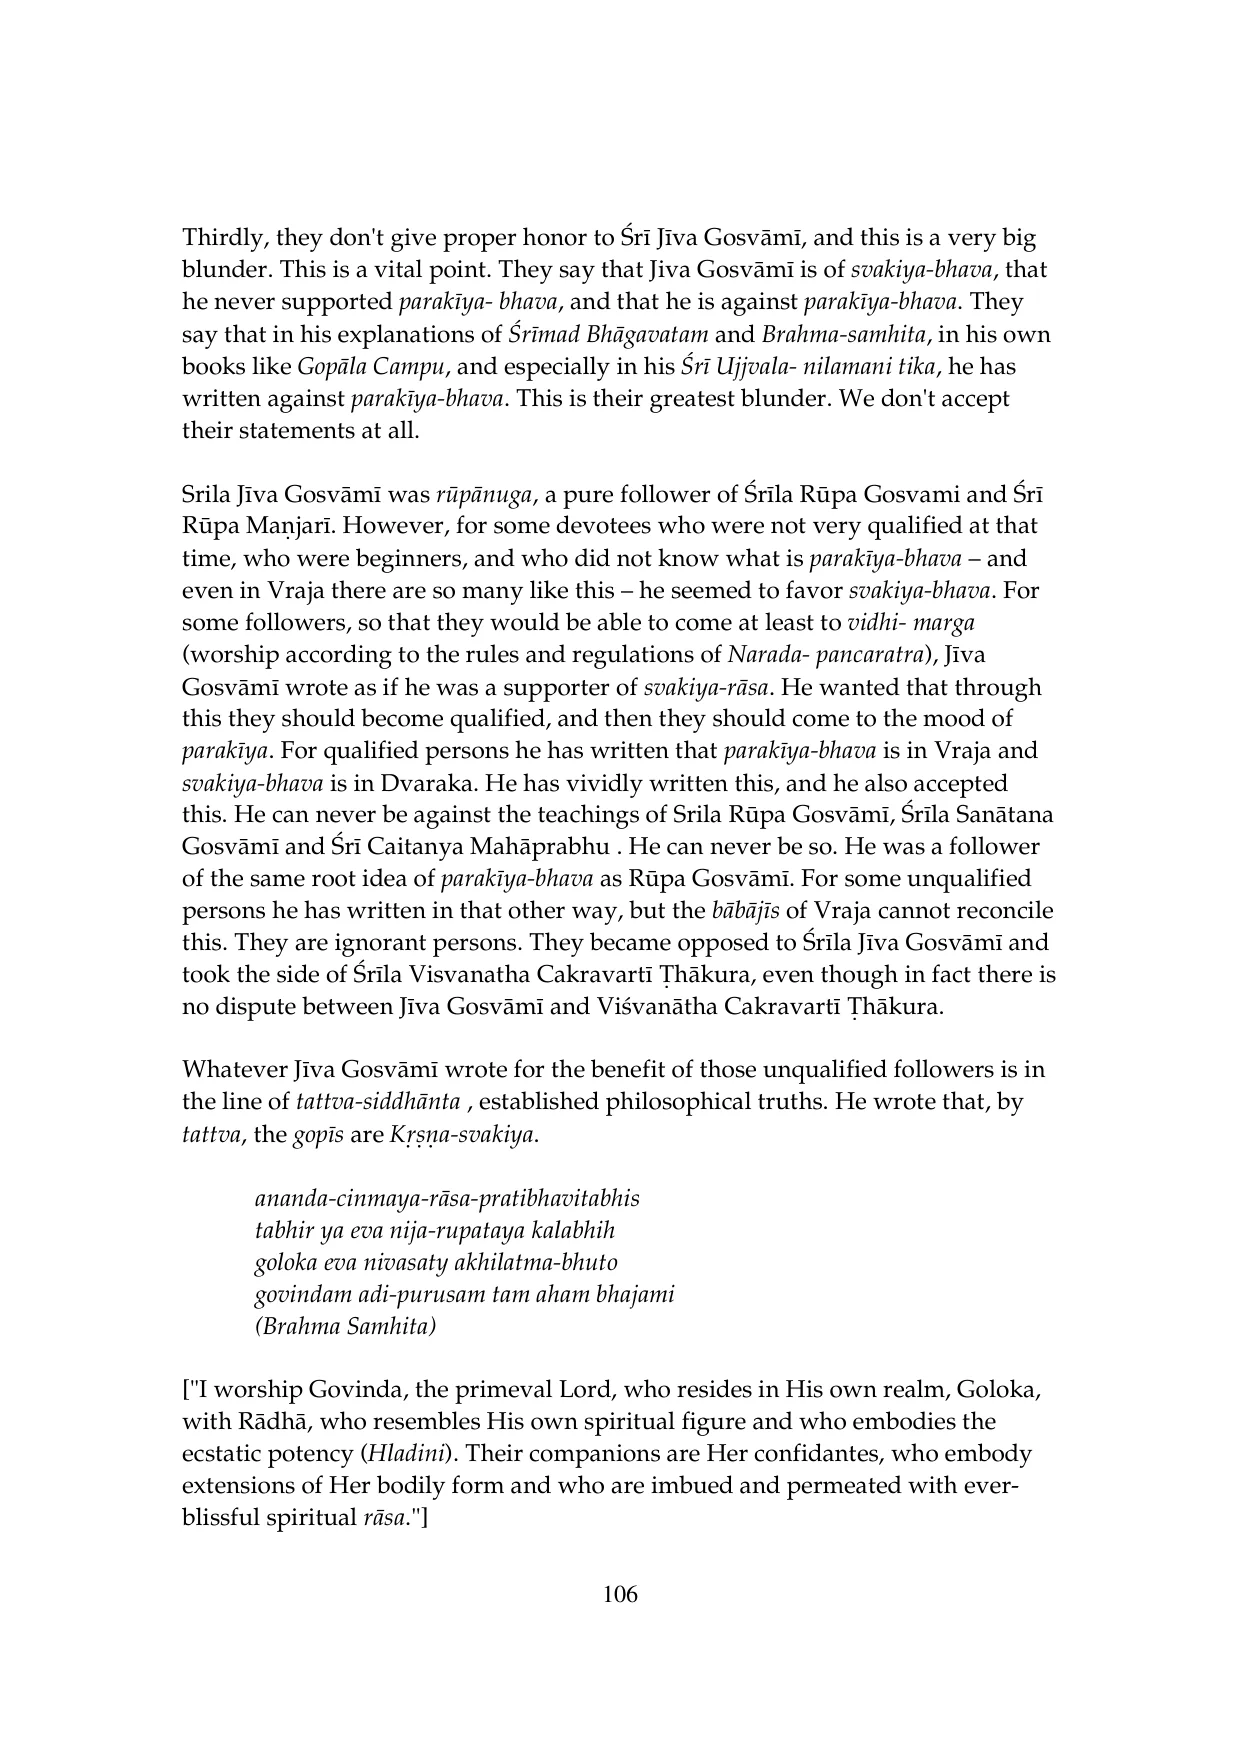 Thirdly, they don't give proper honor to Śrī Jīva Gosvāmī, and this is a very big
blunder. This is a vital point. They say that Jiva Gosvāmī is of svakiya-bhava, that
he never supported parakīya- bhava, and that he is against parakīya-bhava. They
say that in his explanations of Śrīmad Bhāgavatam and Brahma-samhita, in his own
books like Gopāla Campu, and especially in his Śrī Ujjvala- nilamani tika, he has
written against parakīya-bhava. This is their greatest blunder. We don't accept
their statements at all.
Srila Jīva Gosvāmī was rūpānuga, a pure follower of Śrīla Rūpa Gosvami and Śrī
Rūpa Maṇjarī. However, for some devotees who were not very qualified at that
time, who were beginners, and who did not know what is parakīya-bhava – and
even in Vraja there are so many like this – he seemed to favor svakiya-bhava. For
some followers, so that they would be able to come at least to vidhi- marga
(worship according to the rules and regulations of Narada- pancaratra), Jīva
Gosvāmī wrote as if he was a supporter of svakiya-rāsa. He wanted that through
this they should become qualified, and then they should come to the mood of
parakīya. For qualified persons he has written that parakīya-bhava is in Vraja and
svakiya-bhava is in Dvaraka. He has vividly written this, and he also accepted
this. He can never be against the teachings of Srila Rūpa Gosvāmī, Śrīla Sanātana
Gosvāmī and Śrī Caitanya Mahāprabhu . He can never be so. He was a follower
of the same root idea of parakīya-bhava as Rūpa Gosvāmī. For some unqualified
persons he has written in that other way, but the bābājīs of Vraja cannot reconcile
this. They are ignorant persons. They became opposed to Śrīla Jīva Gosvāmī and
took the side of Śrīla Visvanatha Cakravartī Ṭhākura, even though in fact there is
no dispute between Jīva Gosvāmī and Viśvanātha Cakravartī Ṭhākura.
Whatever Jīva Gosvāmī wrote for the benefit of those unqualified followers is in
the line of tattva-siddhānta , established philosophical truths. He wrote that, by
tattva, the gopīs are Kṛṣṇa-svakiya.
ananda-cinmaya-rāsa-pratibhavitabhis
tabhir ya eva nija-rupataya kalabhih
goloka eva nivasaty akhilatma-bhuto
govindam adi-purusam tam aham bhajami
(Brahma Samhita)
["I worship Govinda, the primeval Lord, who resides in His own realm, Goloka,
with Rādhā, who resembles His own spiritual figure and who embodies the
ecstatic potency (Hladini). Their companions are Her confidantes, who embody
extensions of Her bodily form and who are imbued and permeated with ever-
blissful spiritual rāsa."]
106